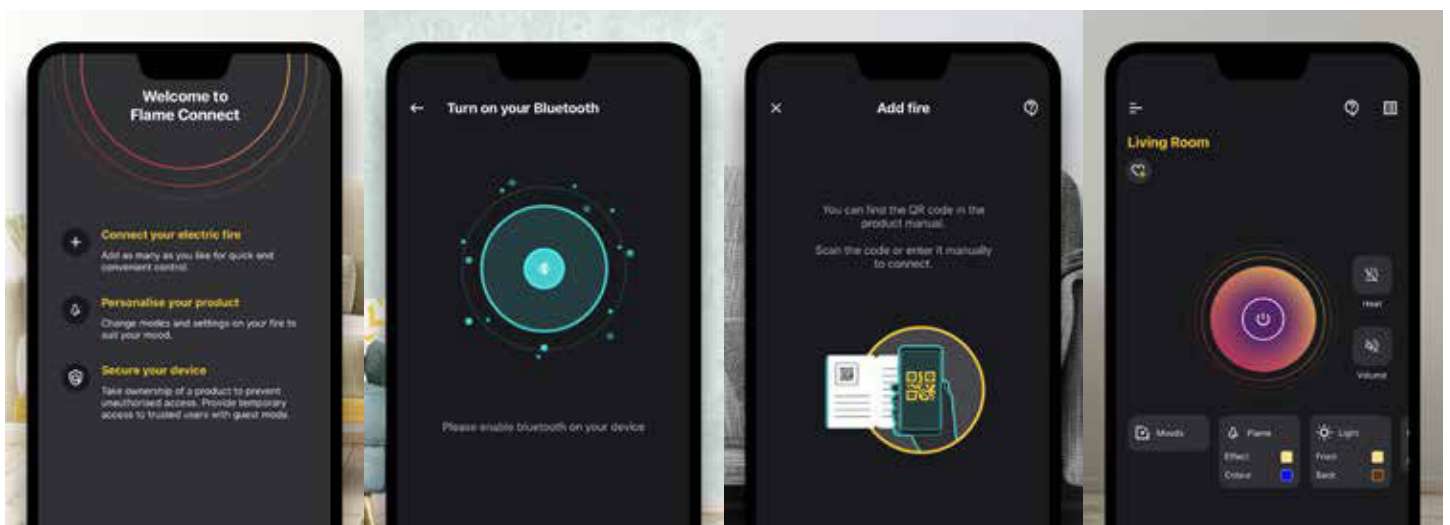 Welcome to
Flame Connect
Connect your electric fire
Add as many as you like for quick and
convenient control.
Personalise your product
Change modes and settings on your fire to
suit your mood.
Secure your device
Take ownership of a product to prevent
unauthorised access. Provide temporary
access to trusted users with guest mode.
Turn on your Bluetooth
Please enable bluetooth on your device
Add fire
You can find the QR code in the
product manual.
Scan the code or enter it manually
to connect.
Living Room
Heat
Volume
Moods
Flame
Effect
Colour
Light
Front
Back